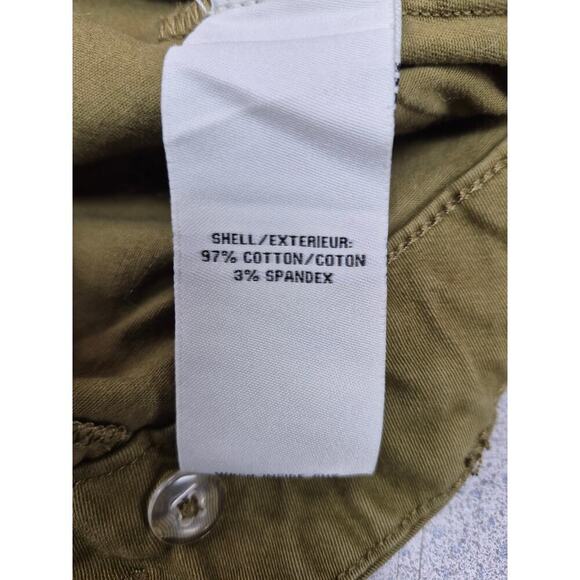 SHELL/EXTERIEUR:
97% COTTON/COTON
3% SPANDEX